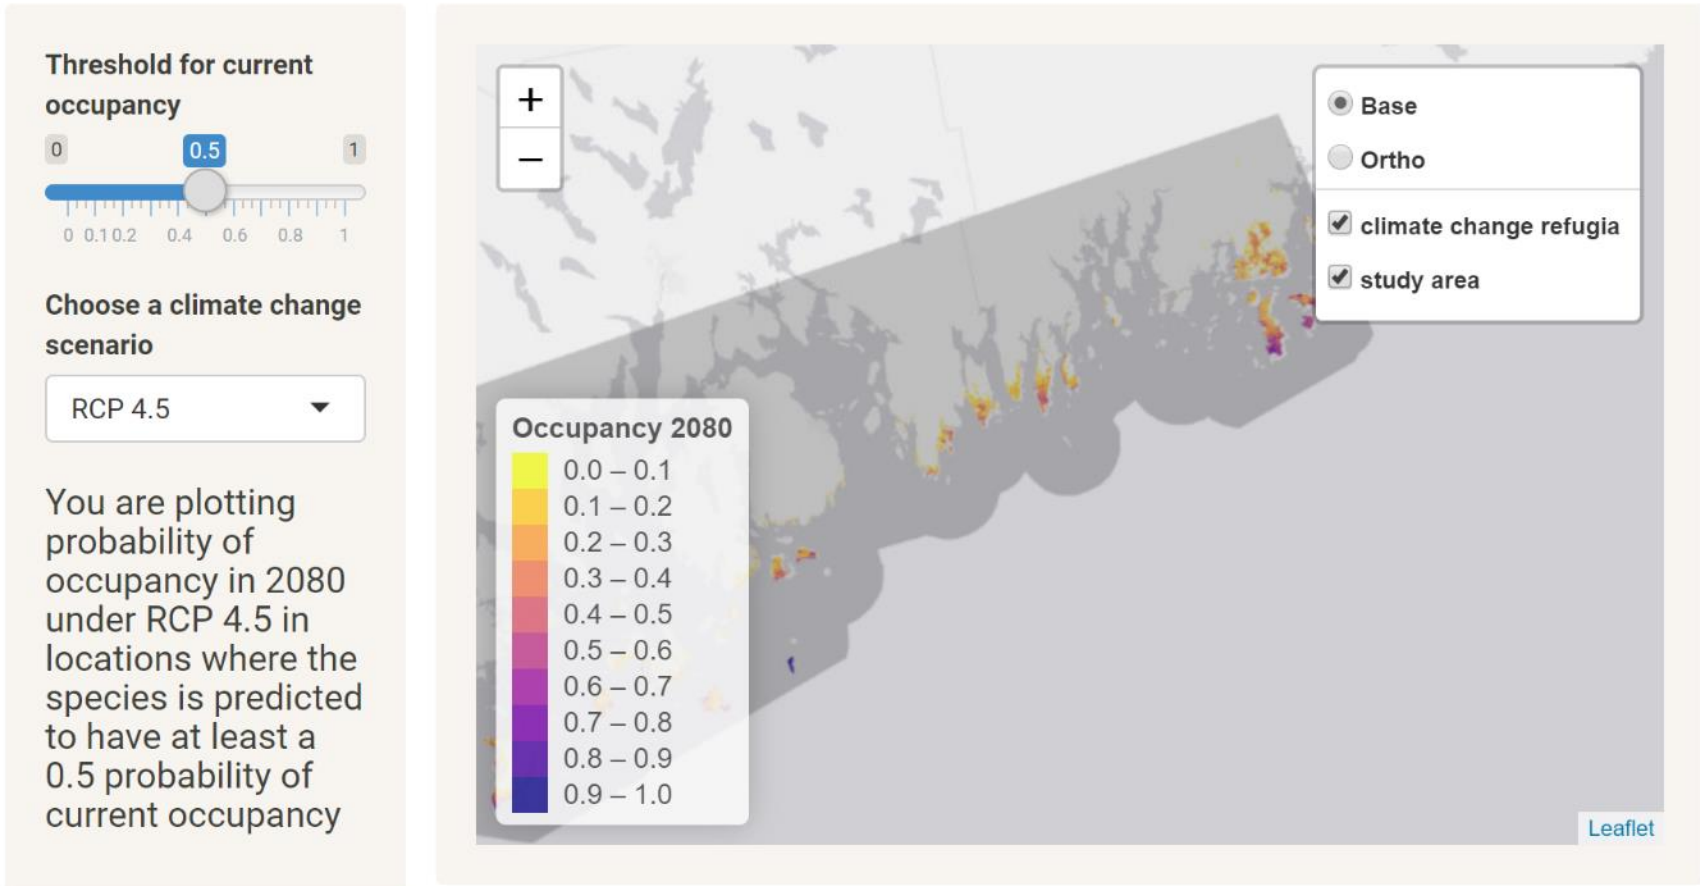 Threshold for current
occupancy
0
0.5
1
0 0.1 0.2 0.4 0.6 0.8 1
Choose a climate change
scenario
RCP 4.5
You are plotting
probability of
occupancy in 2080
under RCP 4.5 in
locations where the
species is predicted
to have at least a
0.5 probability of
current occupancy
+
−
Base
Ortho
climate change refugia
study area
Occupancy 2080
0.0 – 0.1
0.1 – 0.2
0.2 – 0.3
0.3 – 0.4
0.4 – 0.5
0.5 – 0.6
0.6 – 0.7
0.7 – 0.8
0.8 – 0.9
0.9 – 1.0
Leaflet